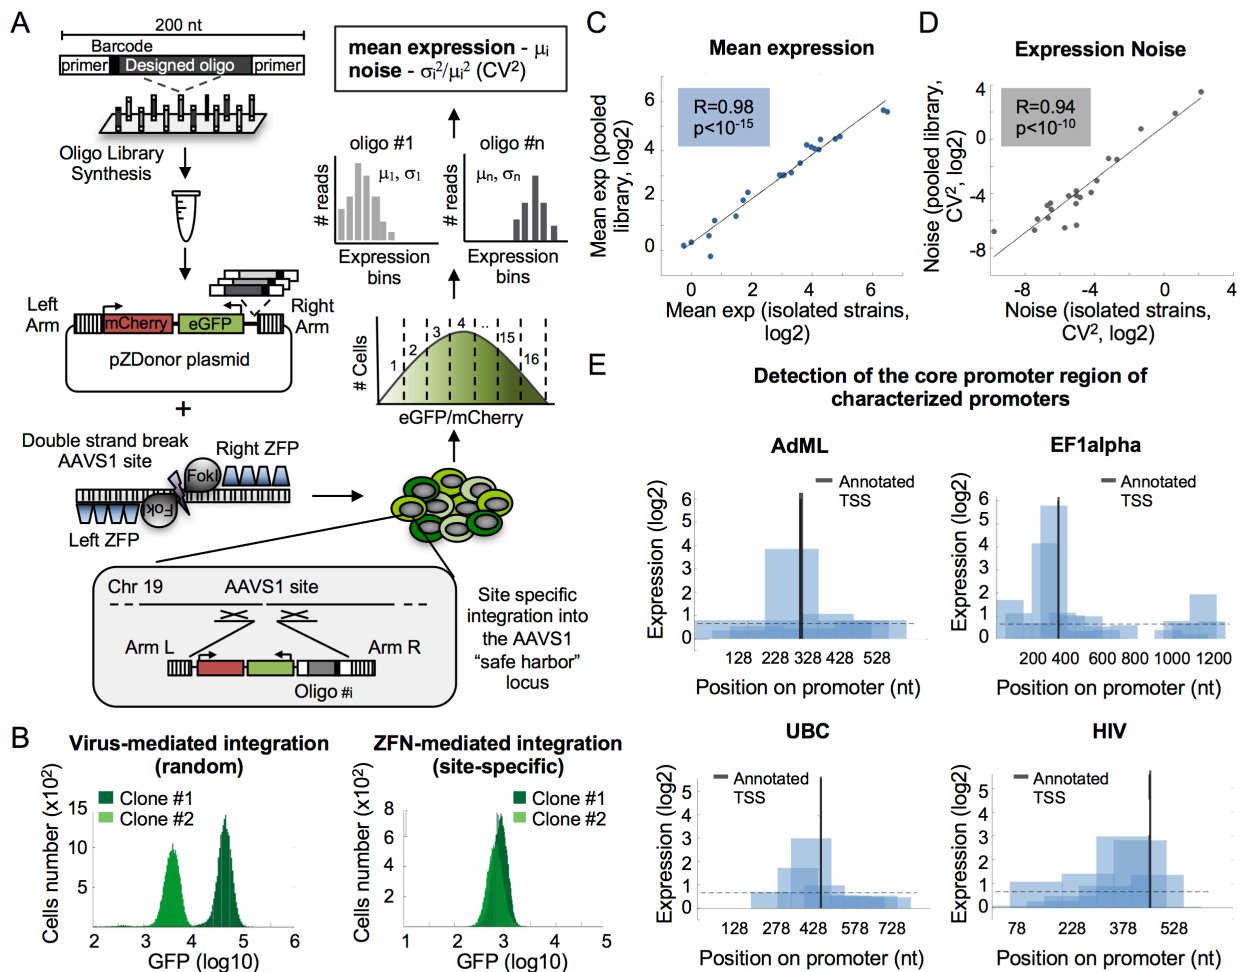 A
200 nt
Barcode
primer
Designed oligo
primer
Oligo Library
Synthesis
Left
Arm
Right
Arm
mCherry
eGFP
pZDonor plasmid
+
Double strand break
AAVS1 site
Right ZFP
FokI
FokI
Left ZFP
mean expression - μi
noise - σi²/μi² (CV²)
oligo #1
oligo #n
# reads
μ1, σ1
# reads
μn, σn
Expression
bins
Expression
bins
# Cells
1
2
3
4
..
15
16
eGFP/mCherry
Chr 19
AAVS1 site
Arm L
Arm R
Oligo #i
Site specific
integration into
the AAVS1
“safe harbor”
locus
B
Virus-mediated integration
(random)
Cells number (x10²)
Clone #1
Clone #2
15
10
5
2 3 4 5 6
GFP (log10)
ZFN-mediated integration
(site-specific)
Cells number (x10²)
Clone #1
Clone #2
8
6
4
2
1 2 3 4 5
GFP (log10)
C
Mean expression
R=0.98
p<10-15
Mean exp (pooled
library, log2)
6
4
2
0
0 2 4 6
Mean exp (isolated strains,
log2)
D
Expression Noise
R=0.94
p<10-10
Noise (pooled library,
CV², log2)
4
0
-4
-8
-8 -4 0 4
Noise (isolated strains,
CV², log2)
E
Detection of the core promoter region of
characterized promoters
AdML
Annotated
TSS
Expression (log2)
6
5
4
3
2
1
0
128 228 328 428 528
Position on promoter (nt)
EF1alpha
Annotated
TSS
Expression (log2)
6
5
4
3
2
1
0
200 400 600 800 1000 1200
Position on promoter (nt)
UBC
Annotated
TSS
Expression (log2)
5
4
3
2
1
0
128 278 428 578 728
Position on promoter (nt)
HIV
Annotated
TSS
Expression (log2)
5
4
3
2
1
0
78 228 378 528
Position on promoter (nt)